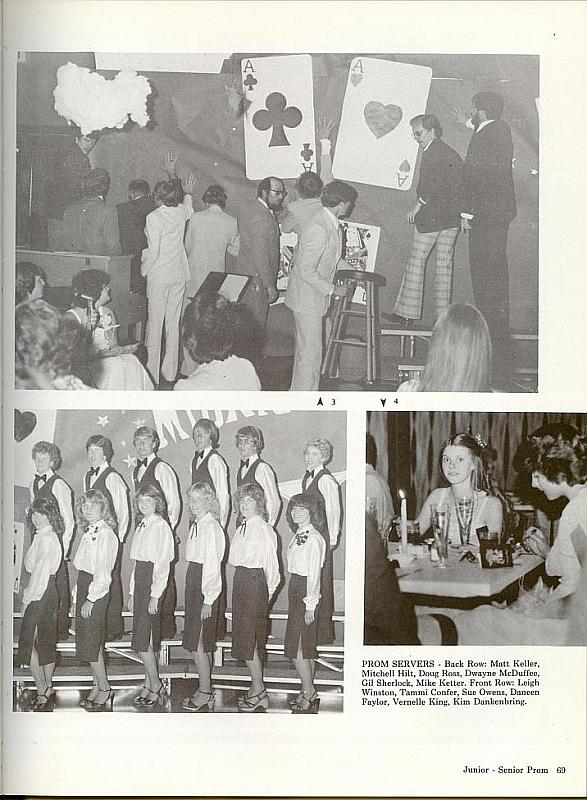 A
A
A
3
4
PROM SERVERS - Back Row: Matt Keller,
Mitchell Hilt, Doug Ross, Dwayne McDuffee,
Gil Sherlock, Mike Ketter. Front Row: Leigh
Winston, Tammi Confer, Sue Owens, Daneen
Faylor, Vernelle King, Kim Dankenbring.
Junior - Senior Prom 69